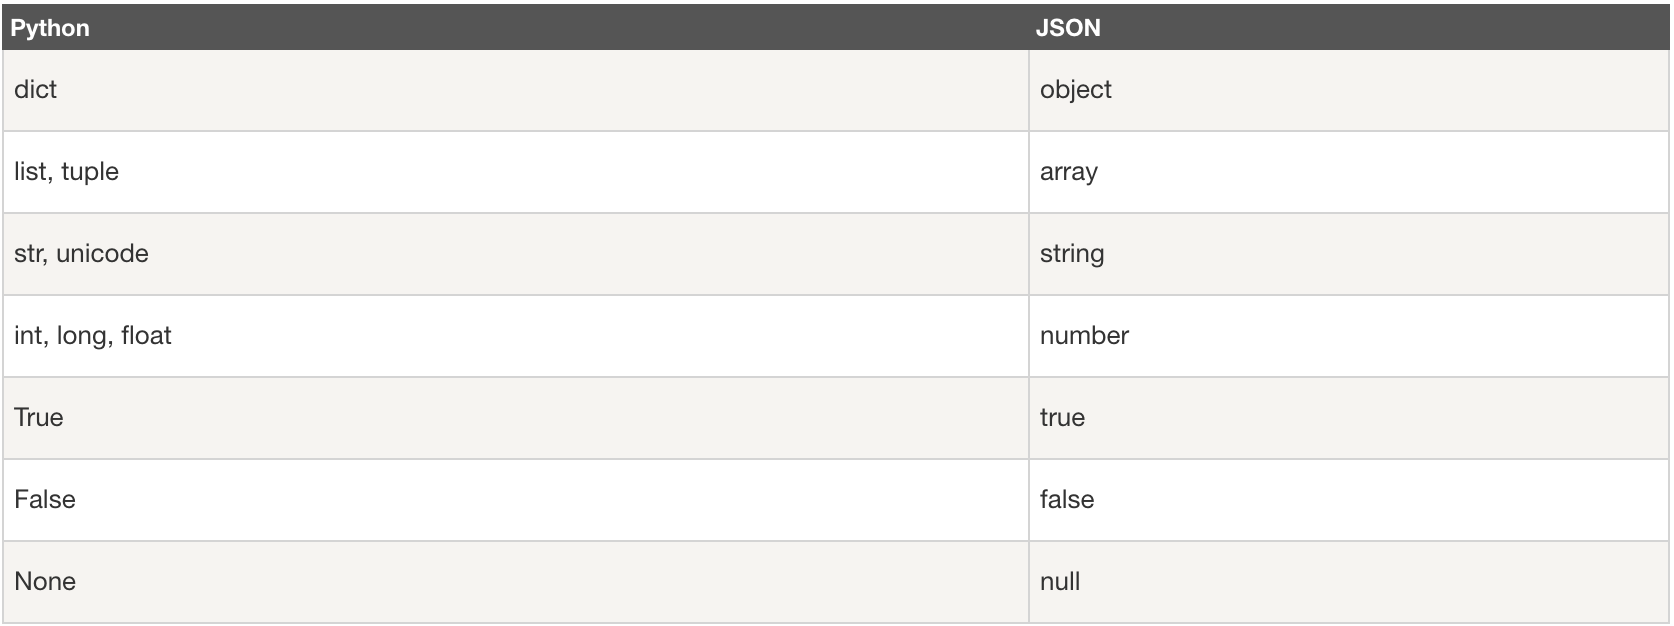 Python JSON
dict object
list, tuple array
str, unicode string
int, long, float number
True true
False false
None null